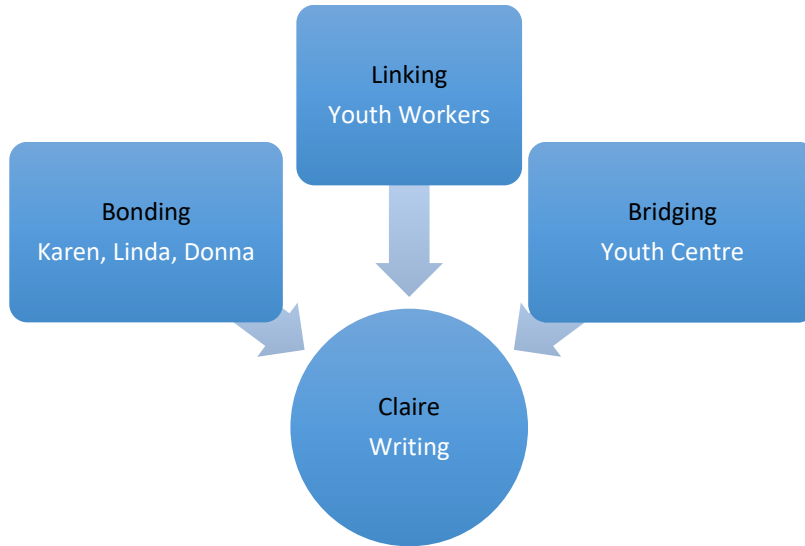 Linking
Youth Workers
Bonding
Karen, Linda, Donna
Bridging
Youth Centre
Claire
Writing